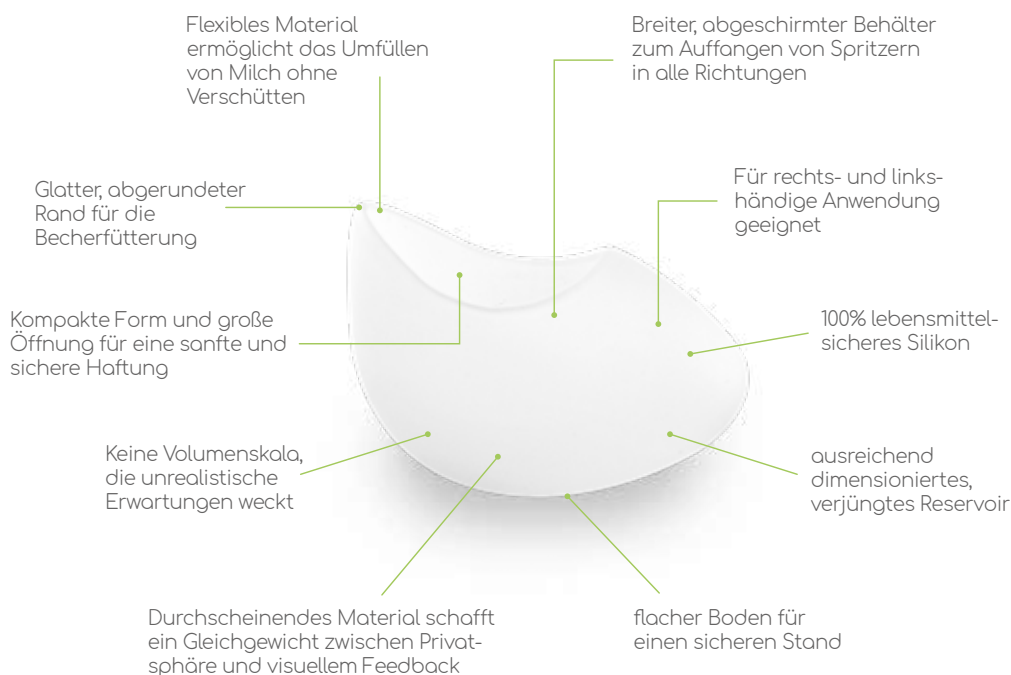 Flexibles Material
ermöglicht das Umfüllen
von Milch ohne
Verschütten
Breiter, abgeschirmter Behälter
zum Auffangen von Spritzern
in alle Richtungen
Glatter, abgerundeter
Rand für die
Becherfütterung
Für rechts- und links-
händige Anwendung
geeignet
Kompakte Form und große
Öffnung für eine sanfte und
sichere Haftung
100% lebensmittel-
sicheres Silikon
Keine Volumenskala,
die unrealistische
Erwartungen weckt
ausreichend
dimensioniertes,
verjüngtes Reservoir
Durchscheinendes Material schafft
ein Gleichgewicht zwischen Privat-
sphäre und visuellem Feedback
flacher Boden für
einen sicheren Stand